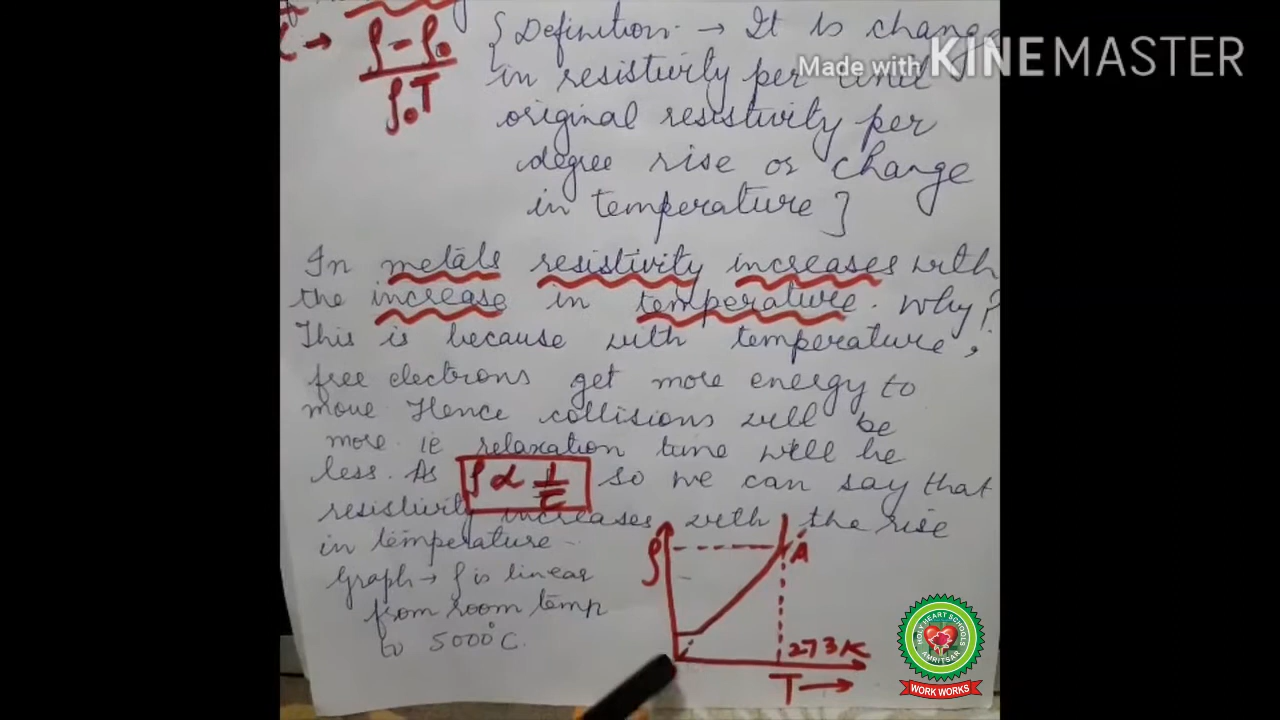 Made with KINEMASTER
α → ρ - ρ₀
ρ₀T
{ Definition → It is change
in resistivity per unit
original resistivity per
degree rise or change
in temperature ]
In metals resistivity increases with
the increase in temperature. Why?
This is because with temperature,
free electrons get more energy to
move Hence collisions will be
more ie relaxation time will be
less. As ρ α 1/τ so we can say that
resistivity increases with the rise
in temperature -
Graph → ρ is linear
from room temp
to 5000°C.
ρ
A
273K
T →
HOLY HEART SCHOOLS
AMRITSAR
WORK WORKS